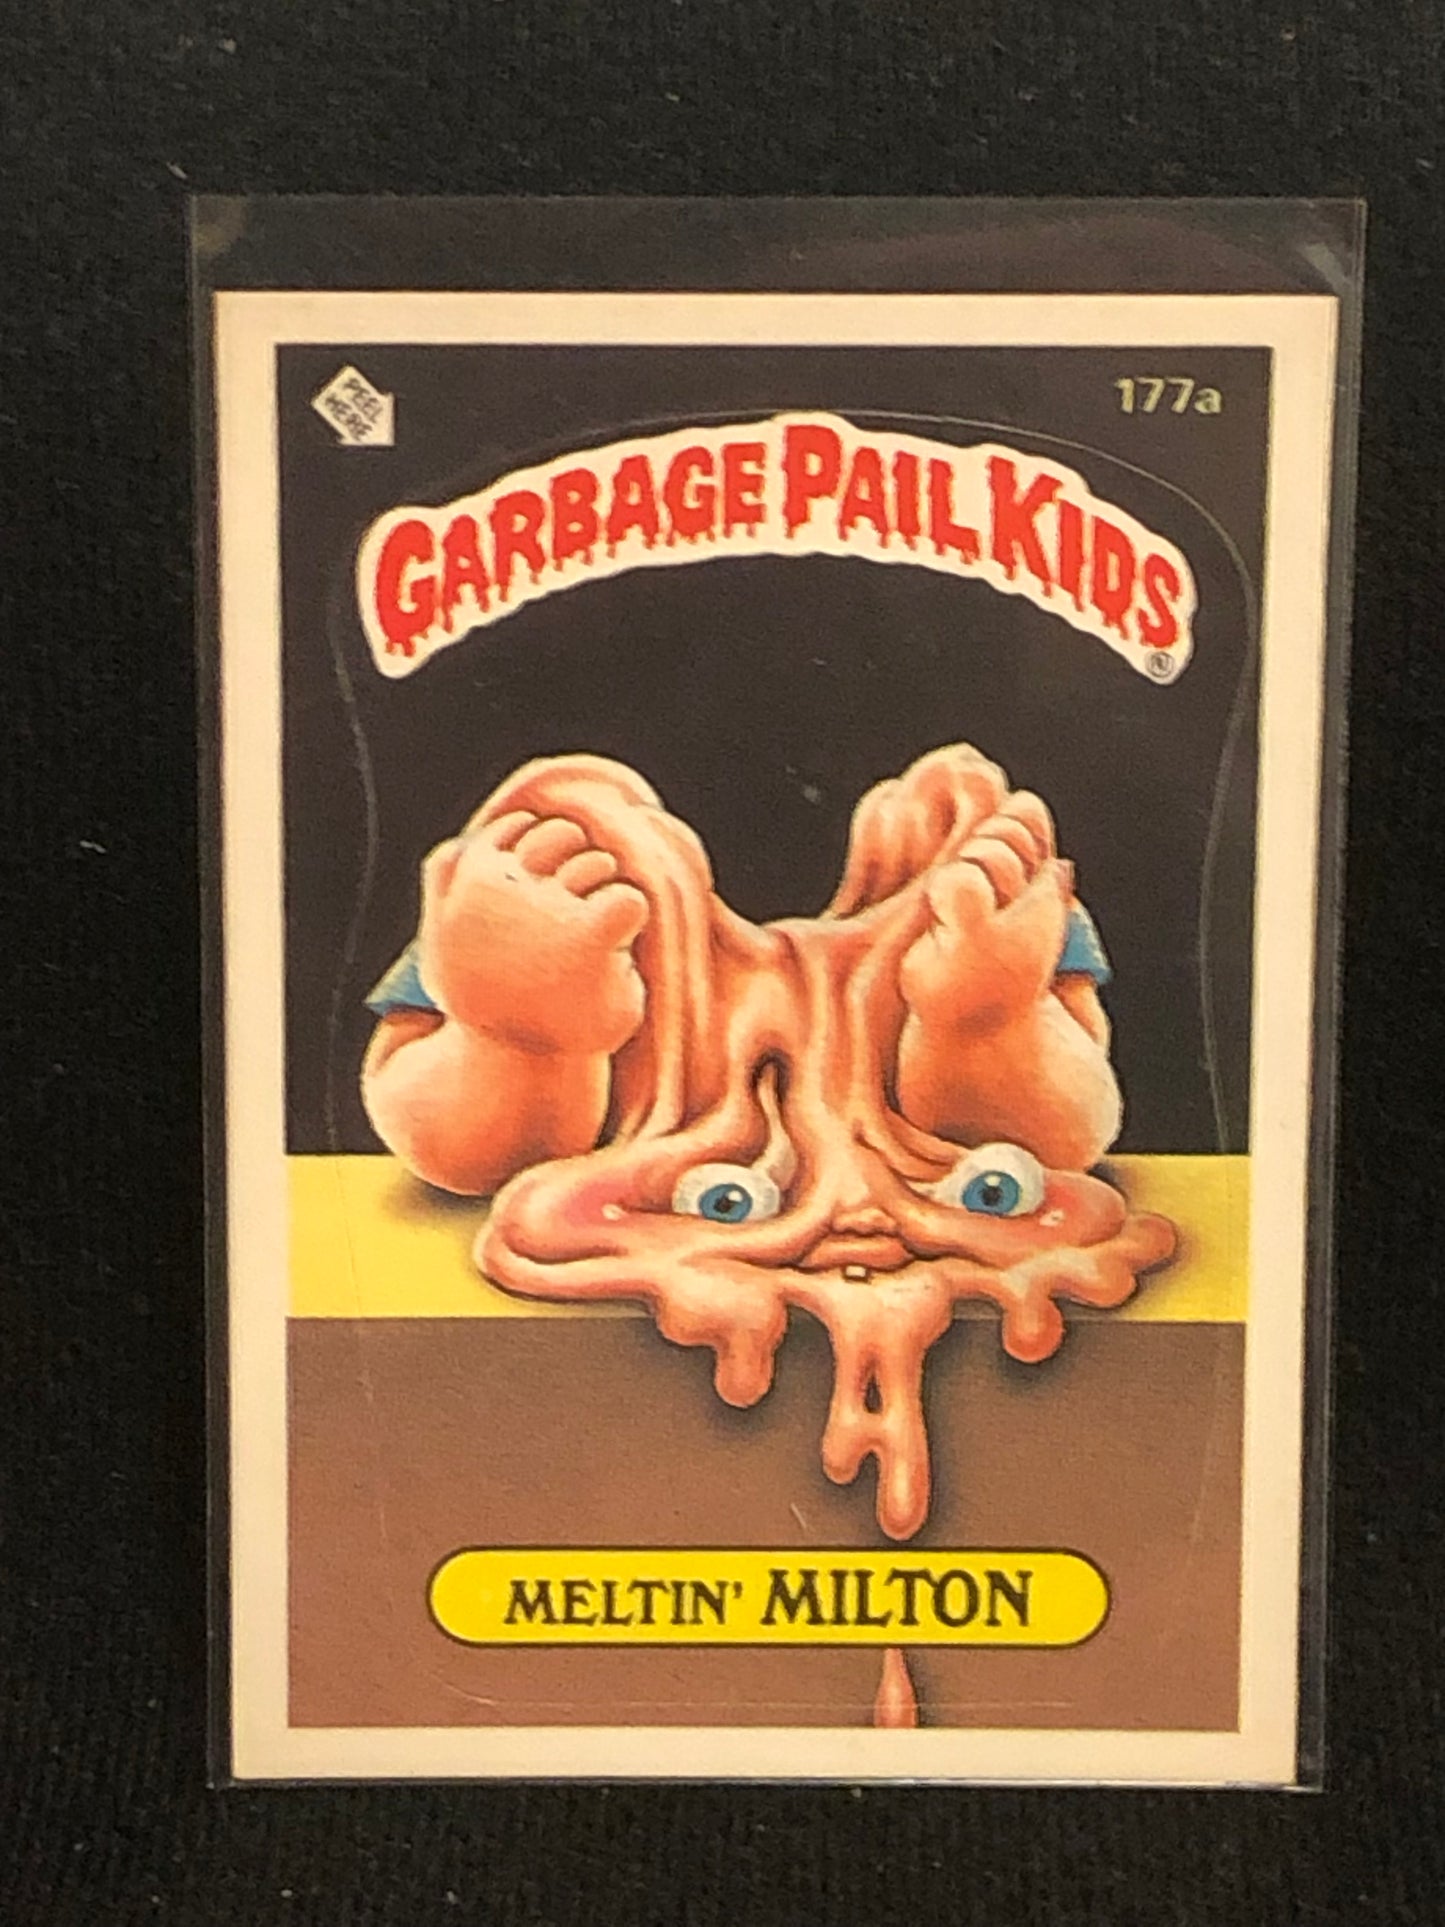 PEEL
HERE
177a
GARBAGE PAIL KIDS
®
MELTIN' MILTON